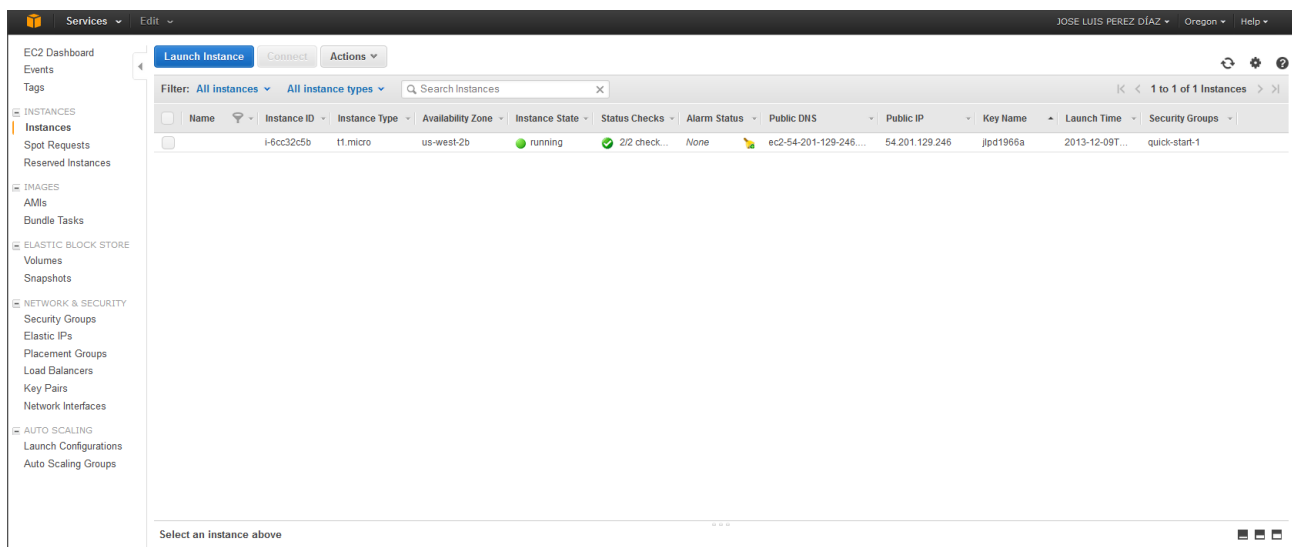 Services Edit JOSE LUIS PEREZ DÍAZ Oregon Help
EC2 Dashboard
Events
Tags
INSTANCES
Instances
Spot Requests
Reserved Instances
IMAGES
AMIs
Bundle Tasks
ELASTIC BLOCK STORE
Volumes
Snapshots
NETWORK & SECURITY
Security Groups
Elastic IPs
Placement Groups
Load Balancers
Key Pairs
Network Interfaces
AUTO SCALING
Launch Configurations
Auto Scaling Groups
Launch Instance Connect Actions
Filter: All instances All instance types Search Instances 1 to 1 of 1 Instances
Name Instance ID Instance Type Availability Zone Instance State Status Checks Alarm Status Public DNS Public IP Key Name Launch Time Security Groups
i-6cc32c5b t1.micro us-west-2b running 2/2 check... None ec2-54-201-129-246.... 54.201.129.246 jlpd1966a 2013-12-09T... quick-start-1
Select an instance above